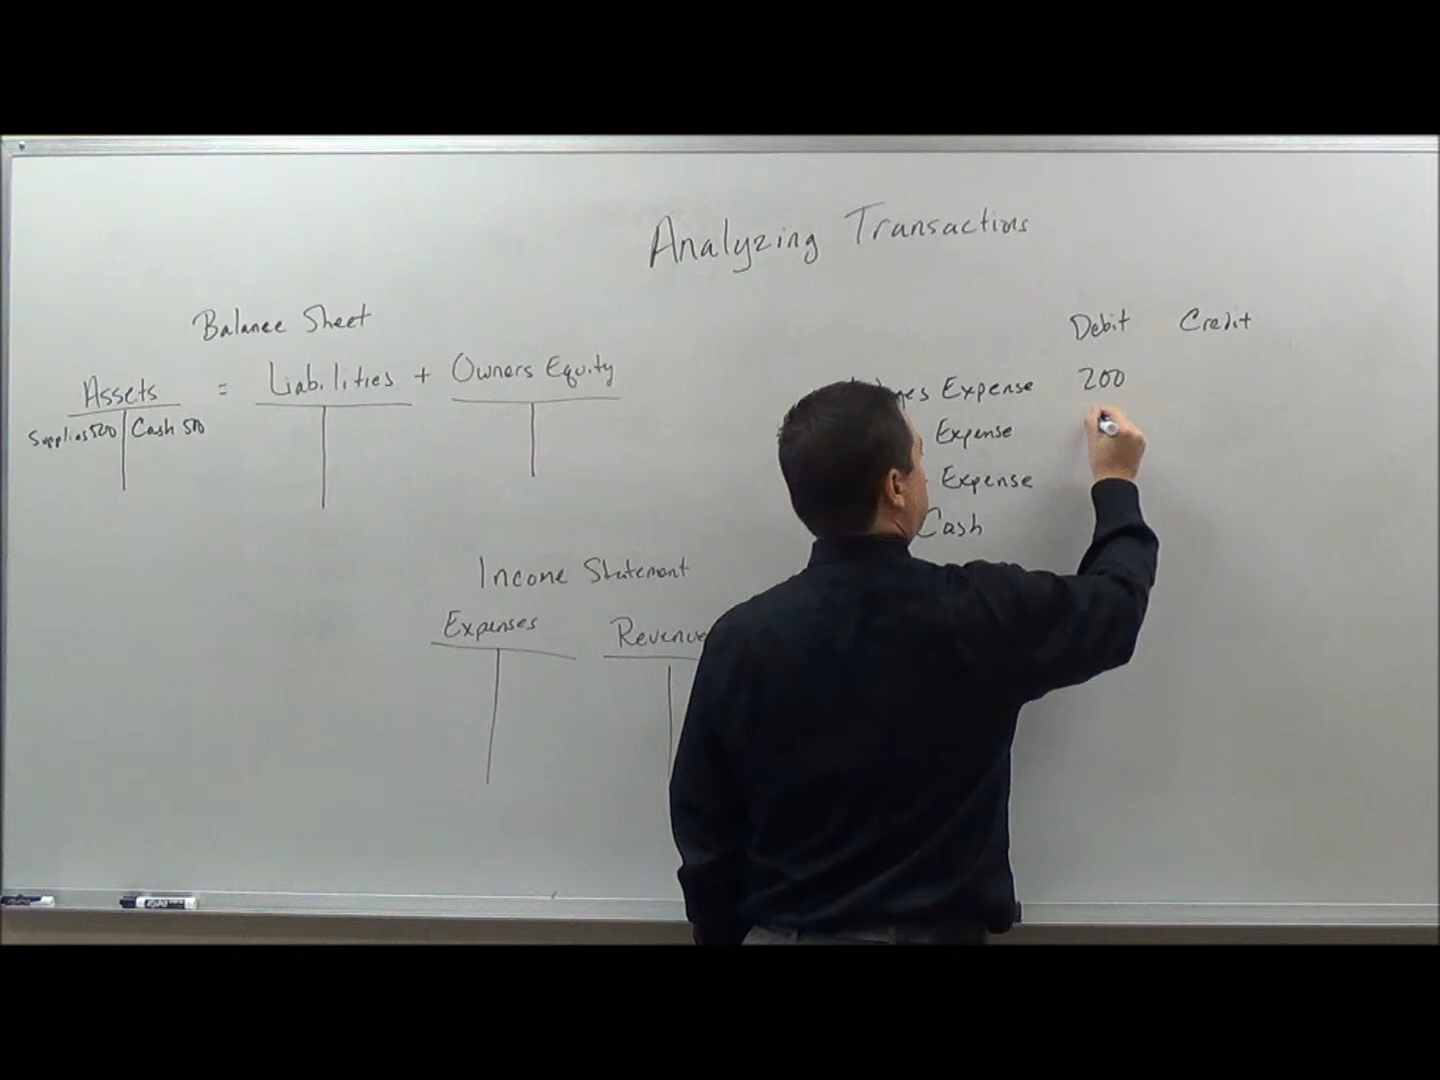 Analyzing Transactions
Balance Sheet
Assets = Liabilities + Owners Equity
Supplies 500 Cash 500
Income Statement
Expenses Revenue
Debit Credit
Expense 200
Expense
Expense
Cash